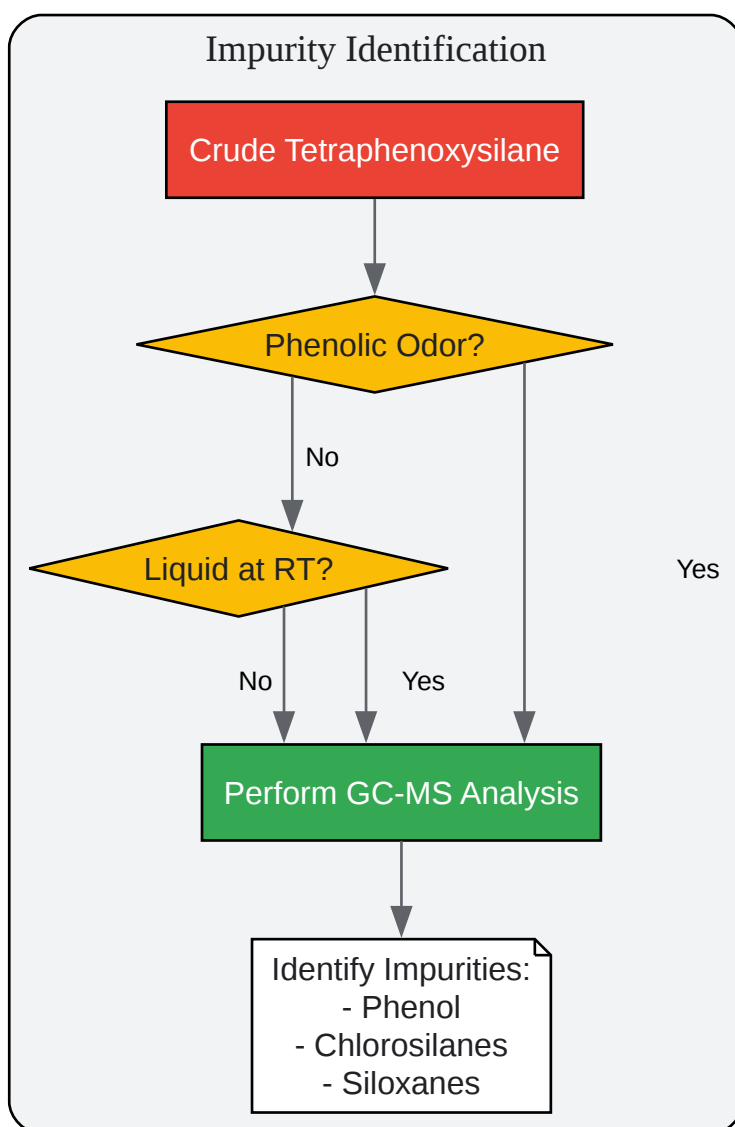 Impurity Identification
Crude Tetraphenoxysilane
Phenolic Odor?
No
Liquid at RT?
Yes
No
Yes
Perform GC-MS Analysis
Identify Impurities:
- Phenol
- Chlorosilanes
- Siloxanes